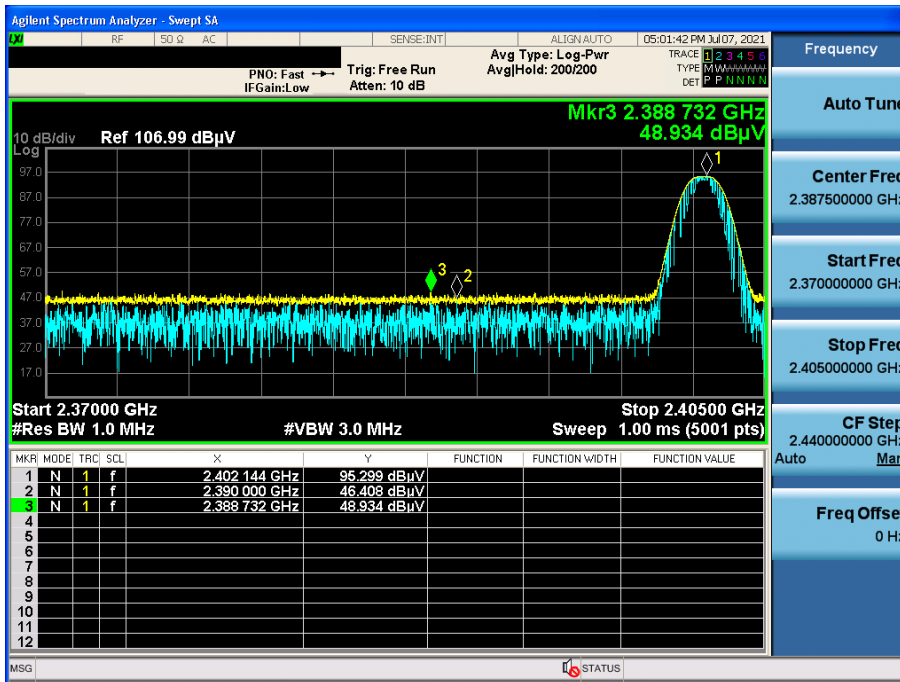 Agilent Spectrum Analyzer - Swept SA
LXI RF 50 Ω AC SENSE:INT ALIGNAUTO 05:01:42 PM Jul 07, 2021
Frequency
Avg Type: Log-Pwr TRACE 1 2 3 4 5 6
PNO: Fast Trig: Free Run Avg|Hold: 200/200 TYPE MWWWWW
IFGain:Low Atten: 10 dB DET P P N N N N
Auto Tune
Mkr3 2.388 732 GHz
10 dB/div Ref 106.99 dBµV 48.934 dBµV
Log
97.0
87.0
77.0
67.0
57.0
47.0
37.0
27.0
17.0
1
3
2
Center Freq
2.387500000 GHz
Start Freq
2.370000000 GHz
Stop Freq
2.405000000 GHz
Start 2.37000 GHz Stop 2.40500 GHz
#Res BW 1.0 MHz #VBW 3.0 MHz Sweep 1.00 ms (5001 pts)
CF Step
2.440000000 GHz
Auto Man
MKR MODE TRC SCL X Y FUNCTION FUNCTION WIDTH FUNCTION VALUE
1 N 1 f 2.402 144 GHz 95.299 dBµV
2 N 1 f 2.390 000 GHz 46.408 dBµV
3 N 1 f 2.388 732 GHz 48.934 dBµV
4
5
6
7
8
9
10
11
12
Freq Offset
0 Hz
MSG STATUS